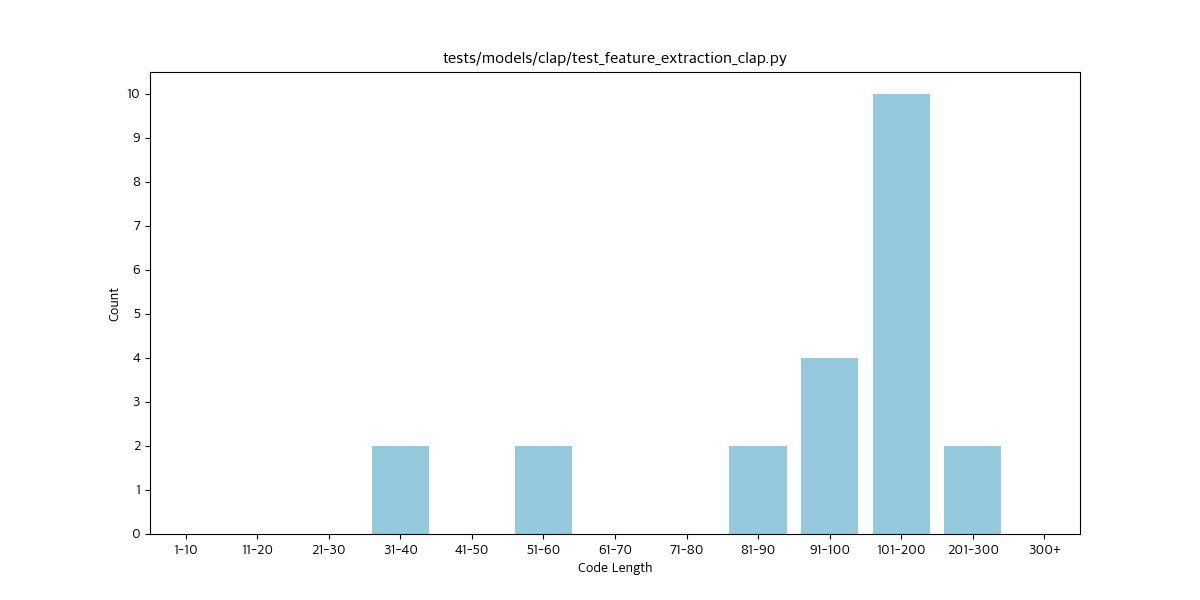 tests/models/clap/test_feature_extraction_clap.py
10
9
8
7
6
5
4
3
2
1
0
Count
1-10 11-20 21-30 31-40 41-50 51-60 61-70 71-80 81-90 91-100 101-200 201-300 300+
Code Length